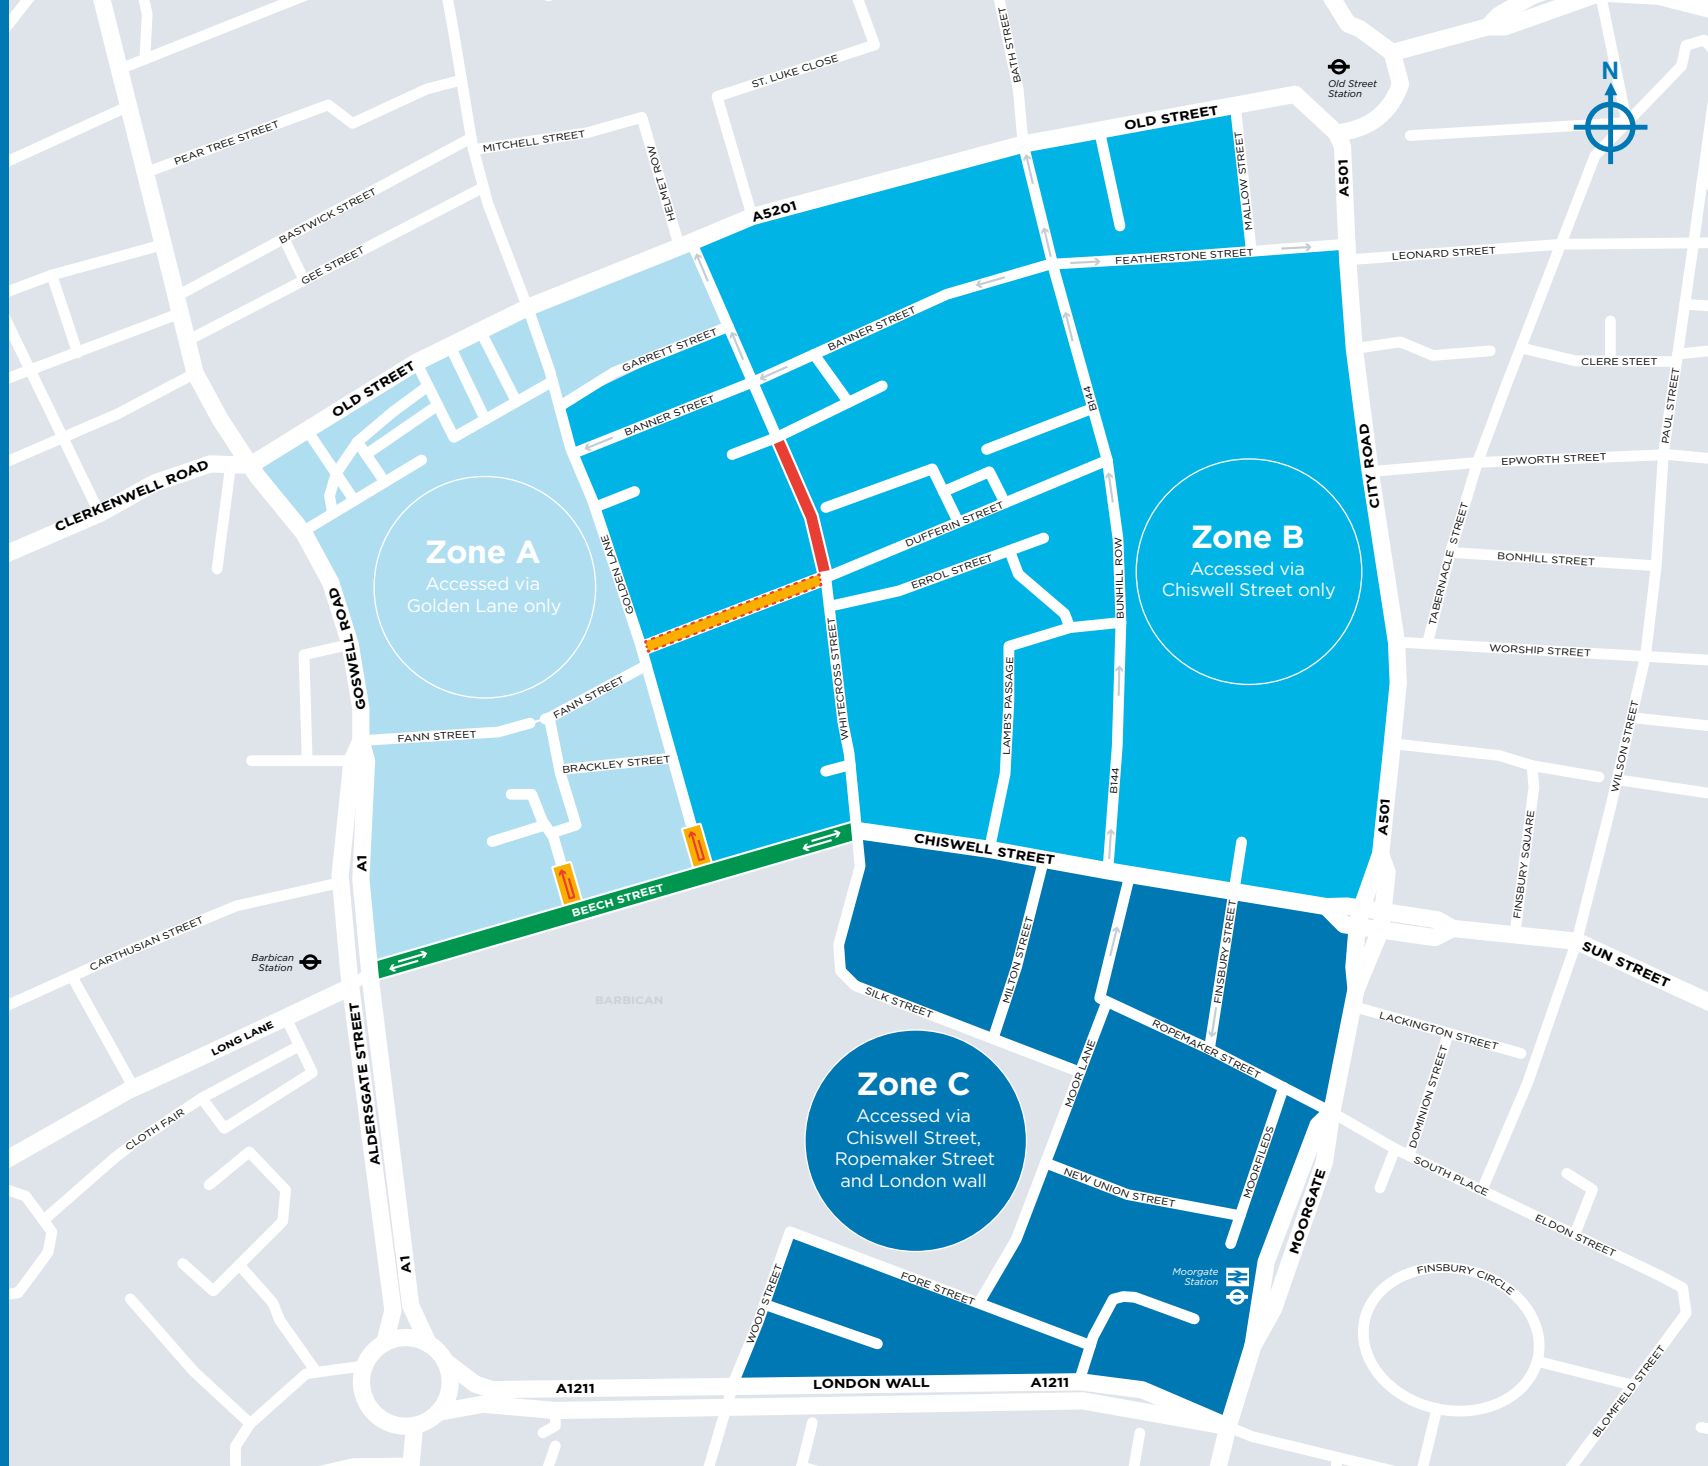 BATH STREET
ST. LUKE CLOSE
Old Street
Station
N
OLD STREET
PEAR TREE STREET
MITCHELL STREET
HELMET ROW
MALLOW STREET
A501
BASTWICK STREET
A5201
GEE STREET
FEATHERSTONE STREET
LEONARD STREET
GARRETT STREET
BANNER STREET
CLERE STEET
OLD STREET
BANNER STREET
B144
PAUL STREET
CLERKENWELL ROAD
CITY ROAD
EPWORTH STREET
Zone A
Accessed via
Golden Lane only
GOLDEN LANE
DUFFERIN STREET
ERROL STREET
BUNHILL ROW
Zone B
Accessed via
Chiswell Street only
TABERNACLE STREET
BONHILL STREET
GOSWELL ROAD
WHITECROSS STREET
LAMB'S PASSAGE
WORSHIP STREET
FANN STREET
FANN STREET
BRACKLEY STREET
B144
WILSON STREET
A501
A1
CHISWELL STREET
FINSBURY SQUARE
BEECH STREET
CARTHUSIAN STREET
Barbican
Station
BARBICAN
SILK STREET
MILTON STREET
FINSBURY STREET
SUN STREET
LONG LANE
ALDERSGATE STREET
MOOR LANE
ROPEMAKER STREET
LACKINGTON STREET
DOMINION STREET
CLOTH FAIR
Zone C
Accessed via
Chiswell Street,
Ropemaker Street
and London wall
NEW UNION STREET
MOORFILEDS
MOORGATE
SOUTH PLACE
ELDON STREET
A1
WOOD STREET
FORE STREET
Moorgate
Station
FINSBURY CIRCLE
BLOMFIELD STREET
A1211
LONDON WALL
A1211